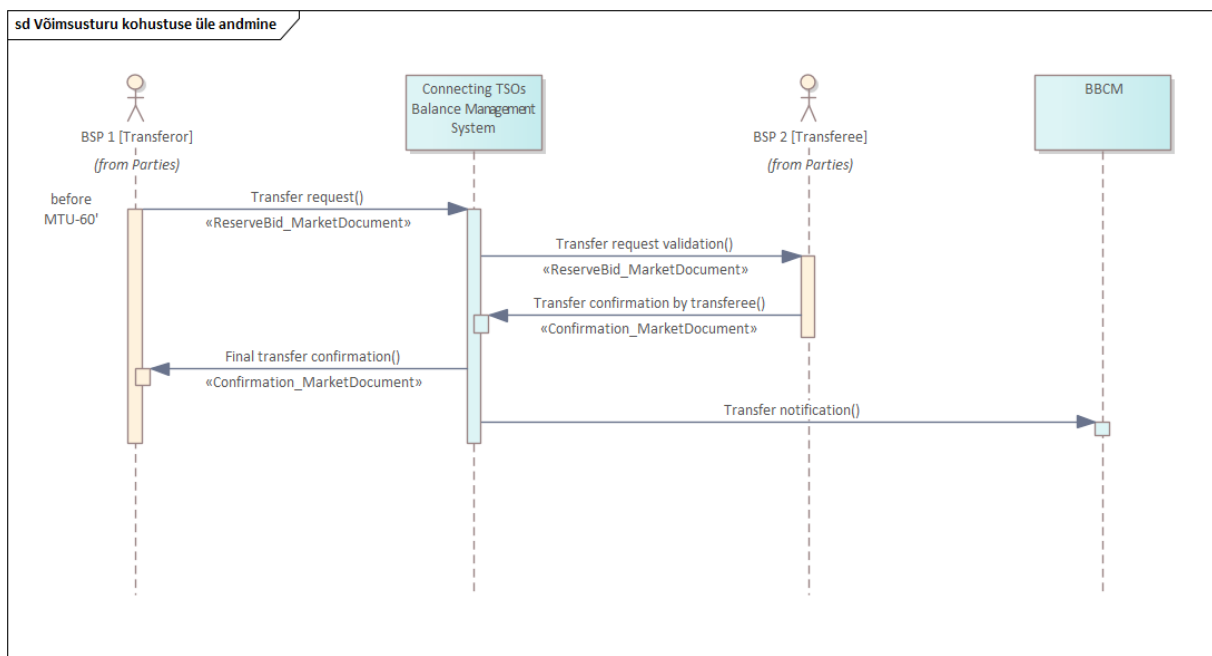 sd Võimsusturu kohustuse üle andmine
Connecting TSOs
Balance Management
System
BBCM
BSP 1 [Transferor]
(from Parties)
BSP 2 [Transferee]
(from Parties)
before
MTU-60'
Transfer request()
«ReserveBid_MarketDocument»
Transfer request validation()
«ReserveBid_MarketDocument»
Transfer confirmation by transferee()
«Confirmation_MarketDocument»
Final transfer confirmation()
«Confirmation_MarketDocument»
Transfer notification()